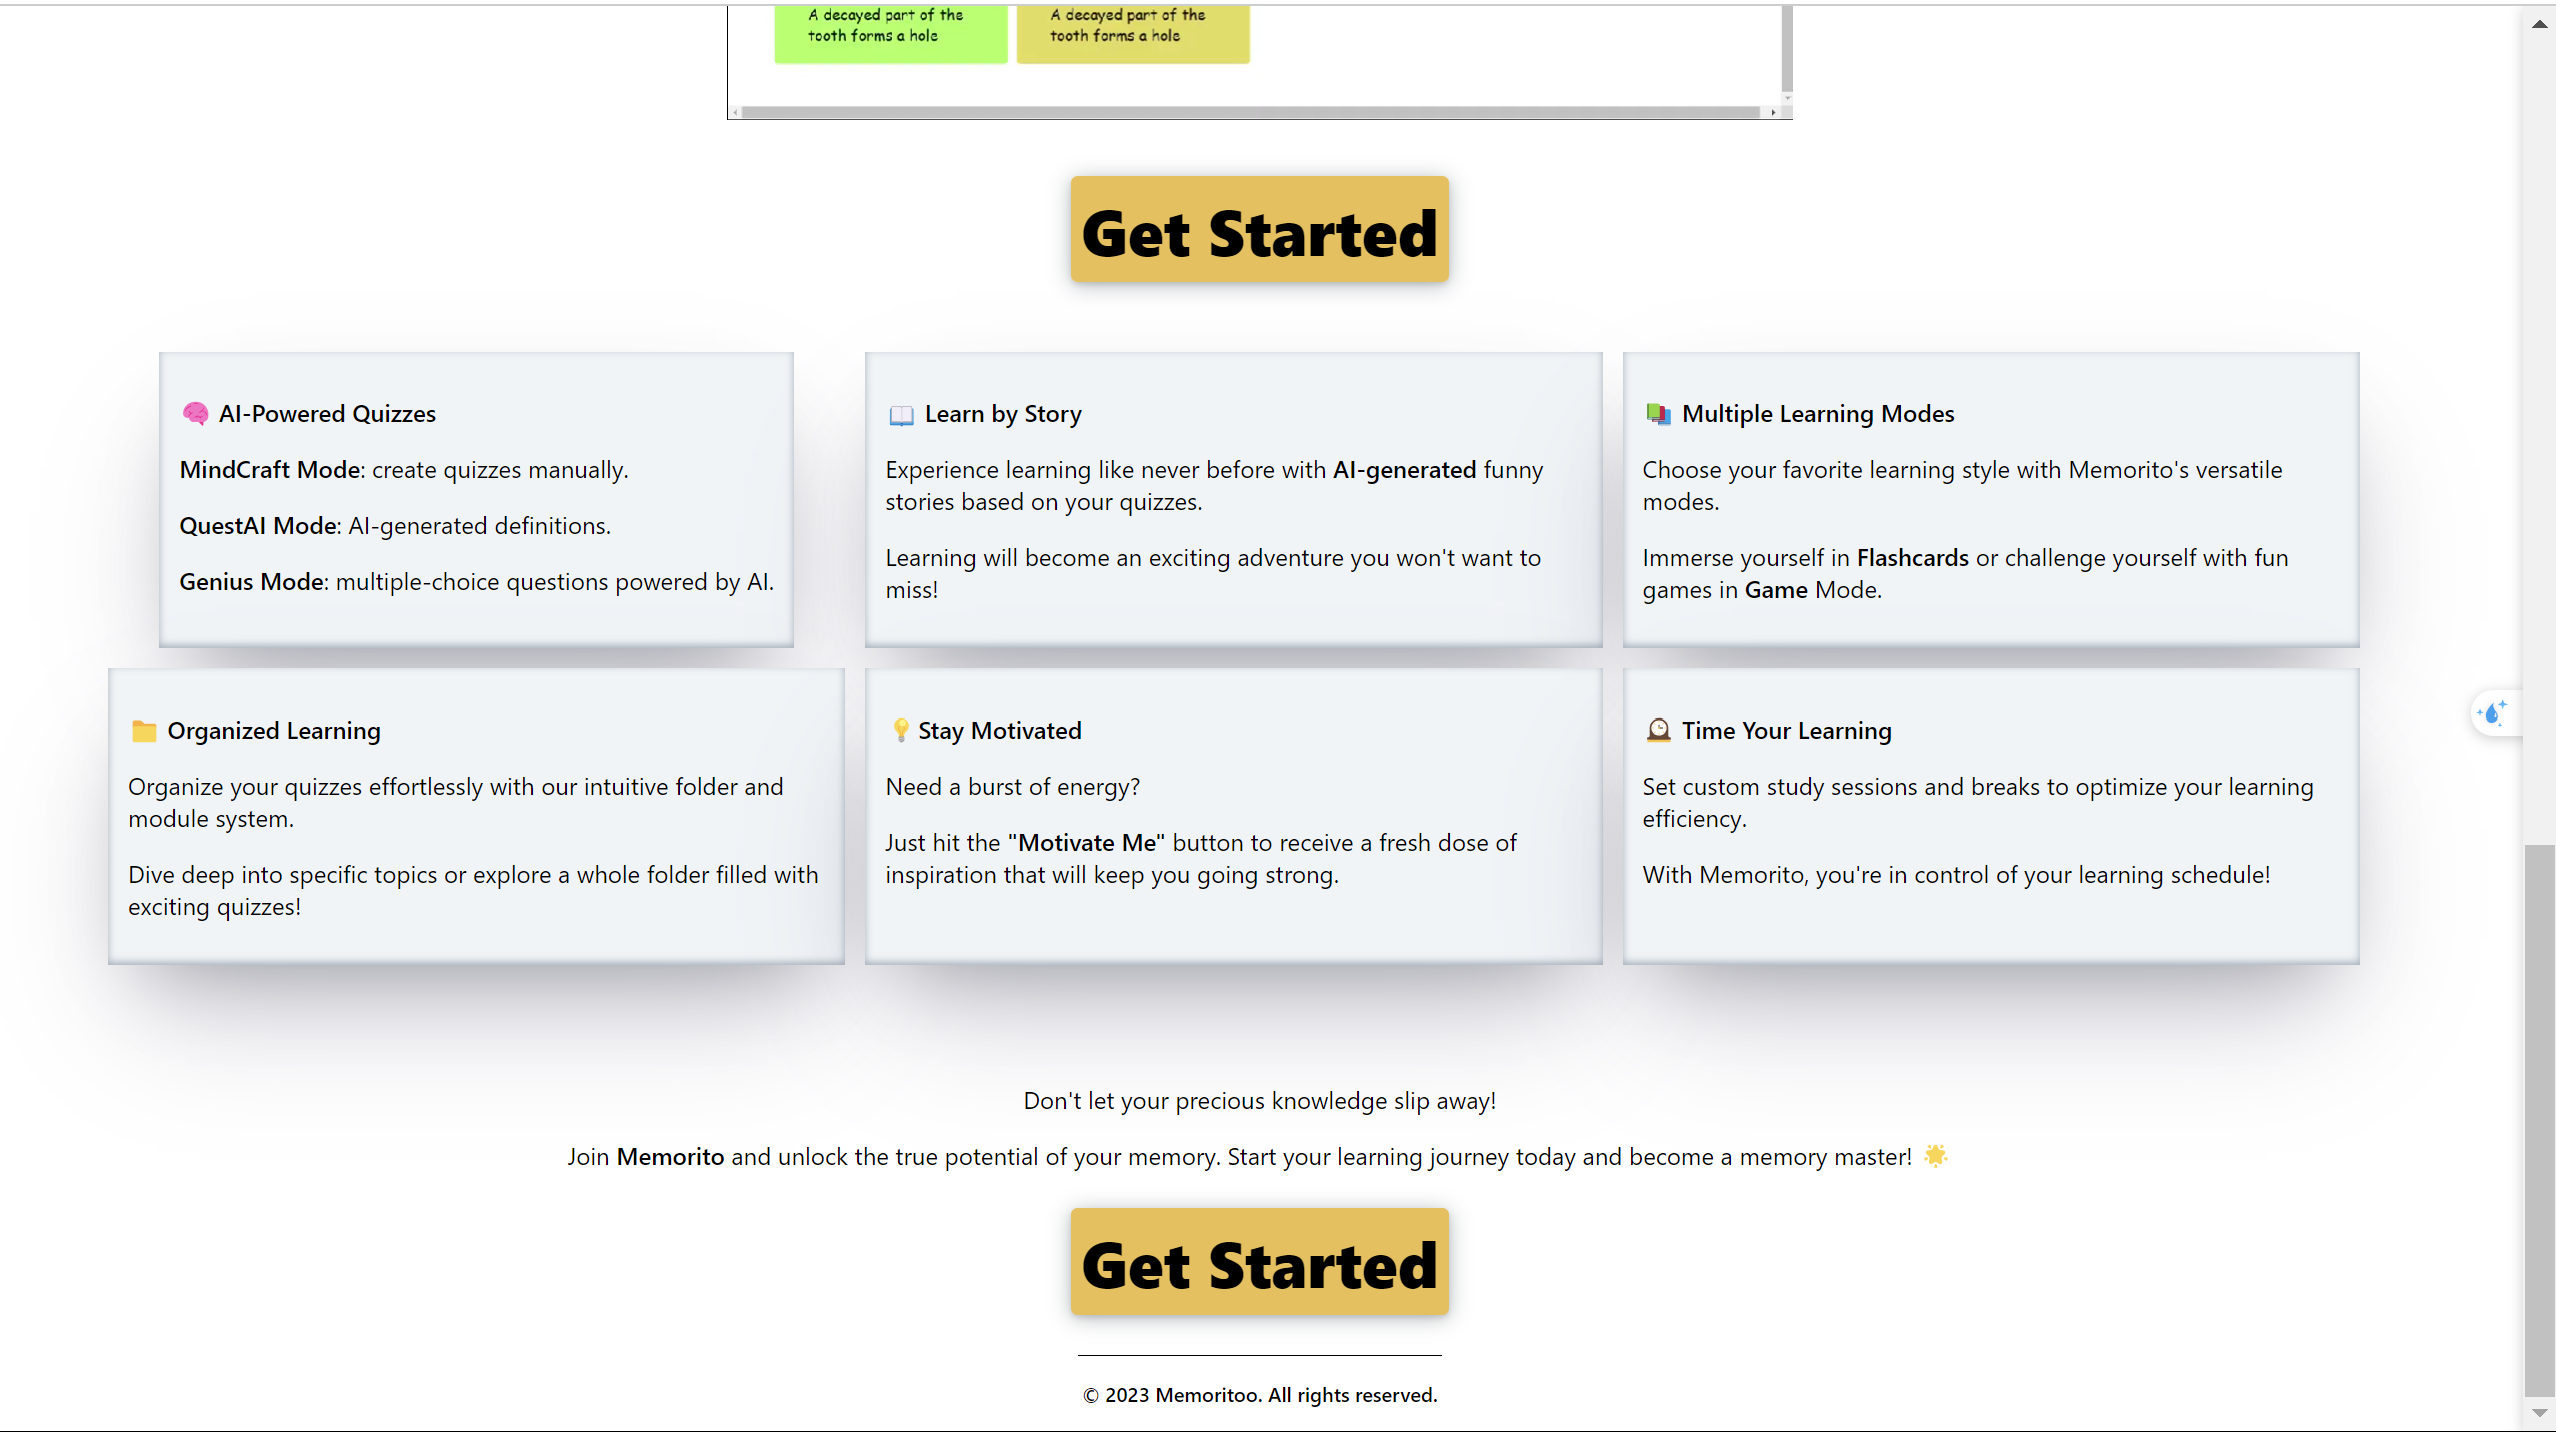 A decayed part of the
tooth forms a hole
A decayed part of the
tooth forms a hole
Get Started
🧠 AI-Powered Quizzes
MindCraft Mode: create quizzes manually.
QuestAI Mode: AI-generated definitions.
Genius Mode: multiple-choice questions powered by AI.
📖 Learn by Story
Experience learning like never before with AI-generated funny
stories based on your quizzes.
Learning will become an exciting adventure you won't want to
miss!
📚 Multiple Learning Modes
Choose your favorite learning style with Memorito's versatile
modes.
Immerse yourself in Flashcards or challenge yourself with fun
games in Game Mode.
📁 Organized Learning
Organize your quizzes effortlessly with our intuitive folder and
module system.
Dive deep into specific topics or explore a whole folder filled with
exciting quizzes!
💡 Stay Motivated
Need a burst of energy?
Just hit the "Motivate Me" button to receive a fresh dose of
inspiration that will keep you going strong.
🕰️ Time Your Learning
Set custom study sessions and breaks to optimize your learning
efficiency.
With Memorito, you're in control of your learning schedule!
Don't let your precious knowledge slip away!
Join Memorito and unlock the true potential of your memory. Start your learning journey today and become a memory master! 🌟
Get Started
© 2023 Memoritoo. All rights reserved.